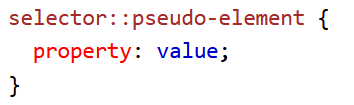 selector::pseudo-element {
  property: value;
}